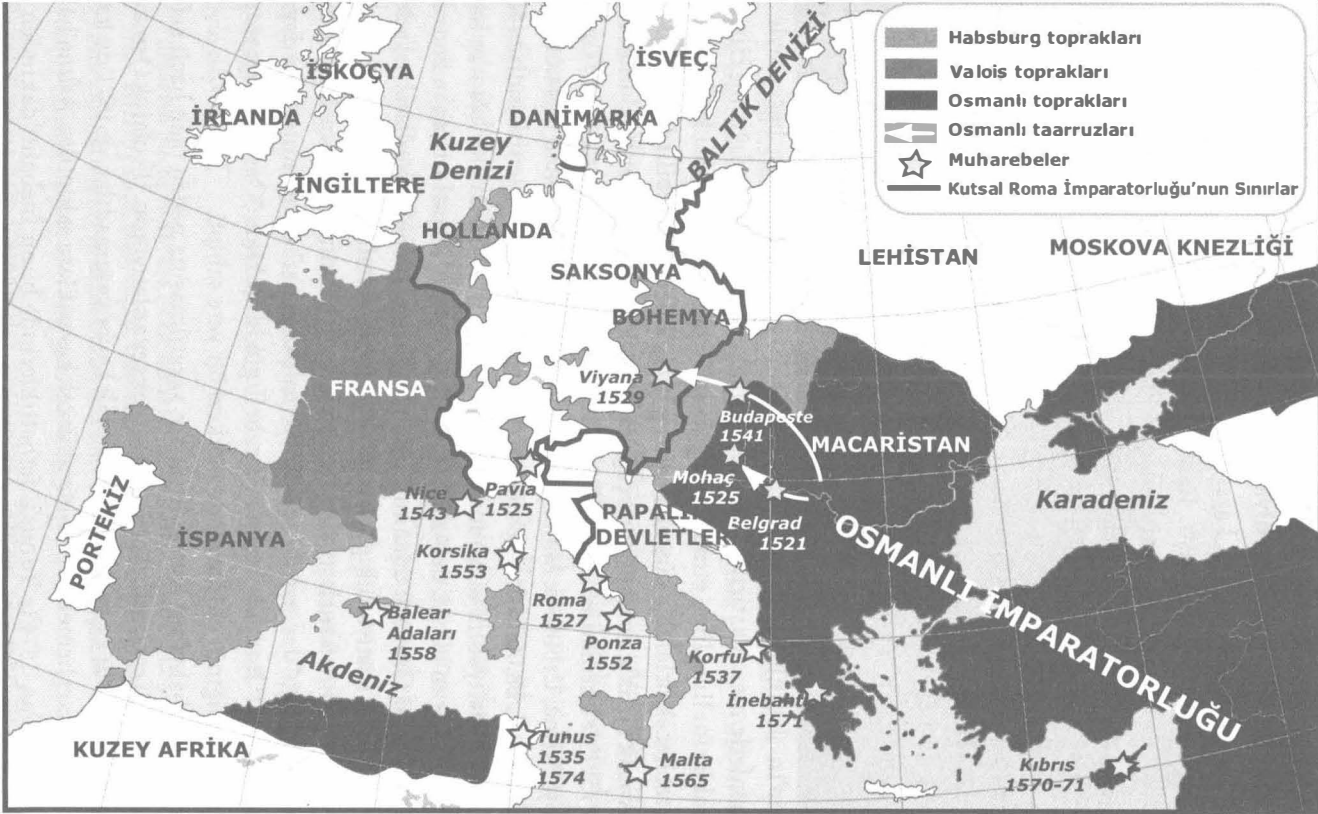 Habsburg toprakları
Valois toprakları
Osmanlı toprakları
Osmanlı taarruzları
Muharebeler
Kutsal Roma İmparatorluğu'nun Sınırlar
İSKOÇYA
İRLANDA
İNGİLTERE
Kuzey
Denizi
DANİMARKA
İSVEÇ
BALTIK DENİZİ
HOLLANDA
SAKSONYA
BOHEMYA
LEHİSTAN
MOSKOVA KNEZLİĞİ
FRANSA
Viyana
1529
Budapeşte
1541
MACARİSTAN
Mohaç
1525
Belgrad
1521
Karadeniz
OSMANLI İMPARATORLUĞU
PORTEKİZ
İSPANYA
Nice
1543
Pavia
1525
PAPALI
DEVLETLER
Korsika
1553
Roma
1527
Ponza
1552
Balear
Adaları
1558
Akdeniz
Korfu
1537
İnebahtı
1571
KUZEY AFRİKA
Tunus
1535
1574
Malta
1565
Kıbrıs
1570-71